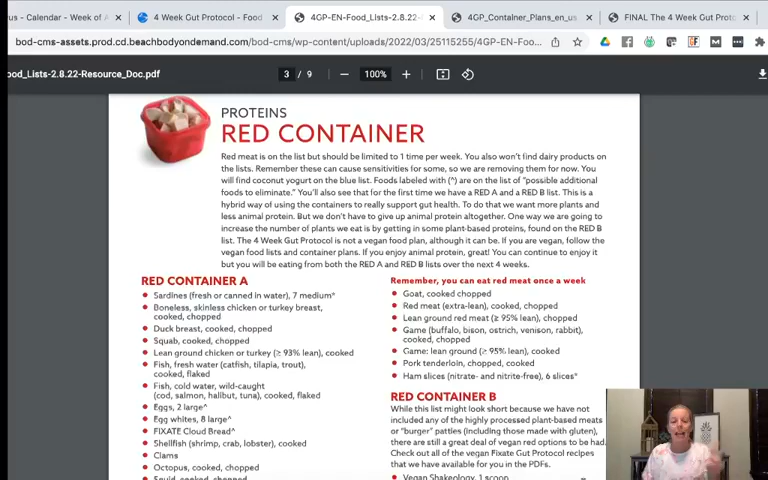 us - Calendar - Week of A
4 Week Gut Protocol - Food
4GP-EN-Food_Lists-2.8.22-
4GP_Container_Plans_en_us
FINAL The 4 Week Gut Proto
bod-cms-assets.prod.cd.beachbodyondemand.com/bod-cms/wp-content/uploads/2022/03/25115255/4GP-EN-Foo...
ood_Lists-2.8.22-Resource_Doc.pdf
3 / 9
100%
PROTEINS
RED CONTAINER
Red meat is on the list but should be limited to 1 time per week. You also won't find dairy products on
the lists. Remember these can cause sensitivities for some, so we are removing them for now. You
will find coconut yogurt on the blue list. Foods labeled with (^) are on the list of "possible additional
foods to eliminate." You'll also see that for the first time we have a RED A and a RED B list. This is a
hybrid way of using the containers to really support gut health. To do that we want more plants and
less animal protein. But we don't have to give up animal protein altogether. One way we are going to
increase the number of plants we eat is by getting in some plant-based proteins, found on the RED B
list. The 4 Week Gut Protocol is not a vegan food plan, although it can be. If you are vegan, follow the
vegan food lists and container plans. If you enjoy animal protein, great! You can continue to enjoy it
but you will be eating from both the RED A and RED B lists over the next 4 weeks.
RED CONTAINER A
Sardines (fresh or canned in water), 7 medium*
Boneless, skinless chicken or turkey breast,
cooked, chopped
Duck breast, cooked, chopped
Squab, cooked, chopped
Lean ground chicken or turkey (≥ 93% lean), cooked
Fish, fresh water (catfish, tilapia, trout),
cooked, flaked
Fish, cold water, wild-caught
(cod, salmon, halibut, tuna), cooked, flaked
Eggs, 2 large^
Egg whites, 8 large^
FIXATE Cloud Bread^
Shellfish (shrimp, crab, lobster), cooked
Clams
Octopus, cooked, chopped
Squid, cooked, chopped
Remember, you can eat red meat once a week
Goat, cooked chopped
Red meat (extra-lean), cooked, chopped
Lean ground red meat (≥ 95% lean), chopped
Game (buffalo, bison, ostrich, venison, rabbit),
cooked, chopped
Game: lean ground (≥ 95% lean), cooked
Pork tenderloin, chopped, cooked
Ham slices (nitrate- and nitrite-free), 6 slices*
RED CONTAINER B
While this list might look short because we have not
included any of the highly processed plant-based meats
or "burger" patties (including those made with gluten),
there are still a great deal of vegan red options to be had.
Check out all of the vegan Fixate Gut Protocol recipes
that we have available for you in the PDFs.
Vegan Shakeology, 1 scoop